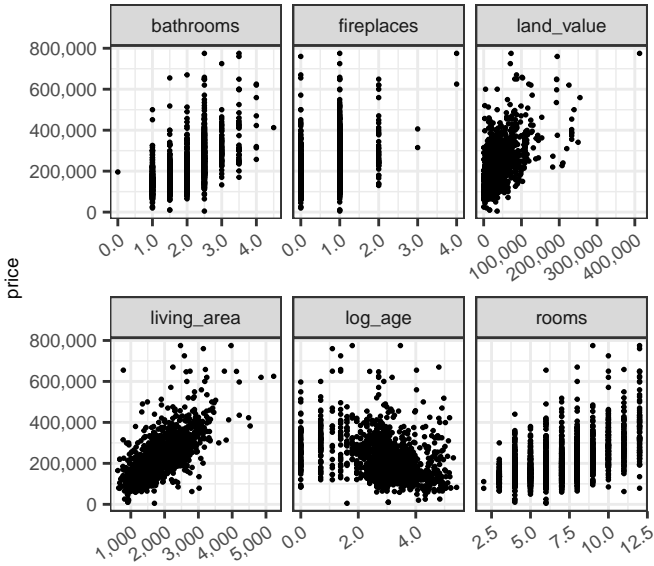 bathrooms fireplaces land_value
800,000
600,000
400,000
200,000
0
0.0 1.0 2.0 3.0 4.0 0.0 1.0 2.0 3.0 4.0 0 100,000 200,000 300,000 400,000
price
living_area log_age rooms
800,000
600,000
400,000
200,000
0
1,000 2,000 3,000 4,000 5,000 0.0 2.0 4.0 2.5 5.0 7.5 10.0 12.5